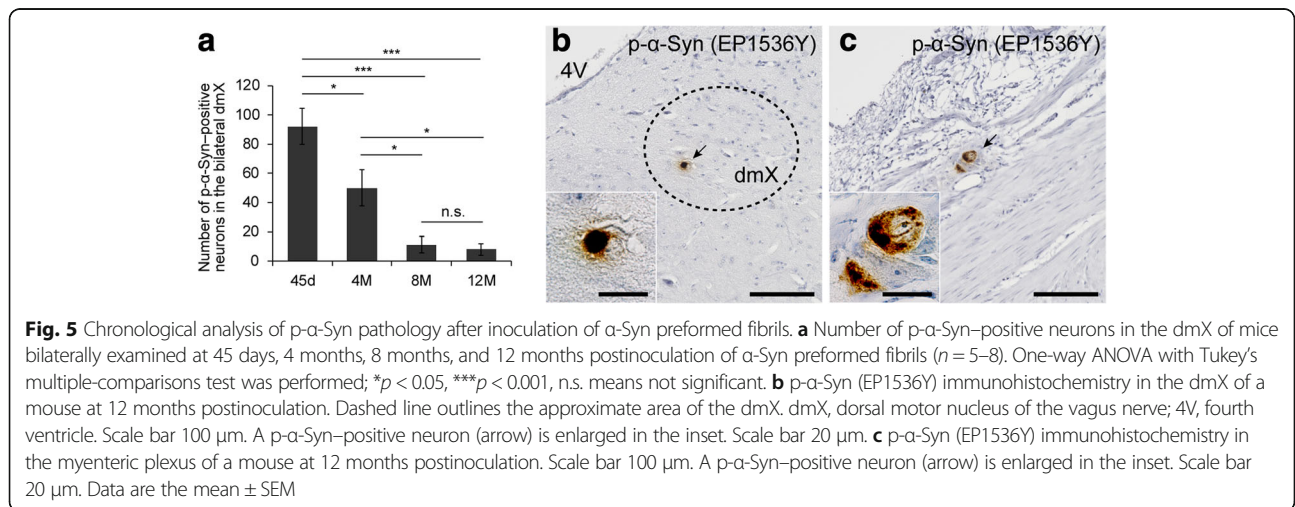 a
***
***
*
*
*
n.s.
Number of p-α-Syn–positive
neurons in the bilateral dmX
120
100
80
60
40
20
0
45d 4M 8M 12M
b p-α-Syn (EP1536Y)
4V
dmX
c p-α-Syn (EP1536Y)
Fig. 5 Chronological analysis of p-α-Syn pathology after inoculation of α-Syn preformed fibrils. a Number of p-α-Syn–positive neurons in the dmX of mice
bilaterally examined at 45 days, 4 months, 8 months, and 12 months postinoculation of α-Syn preformed fibrils (n = 5–8). One-way ANOVA with Tukey's
multiple-comparisons test was performed; *p < 0.05, ***p < 0.001, n.s. means not significant. b p-α-Syn (EP1536Y) immunohistochemistry in the dmX of a
mouse at 12 months postinoculation. Dashed line outlines the approximate area of the dmX. dmX, dorsal motor nucleus of the vagus nerve; 4V, fourth
ventricle. Scale bar 100 μm. A p-α-Syn–positive neuron (arrow) is enlarged in the inset. Scale bar 20 μm. c p-α-Syn (EP1536Y) immunohistochemistry in
the myenteric plexus of a mouse at 12 months postinoculation. Scale bar 100 μm. A p-α-Syn–positive neuron (arrow) is enlarged in the inset. Scale bar
20 μm. Data are the mean ± SEM